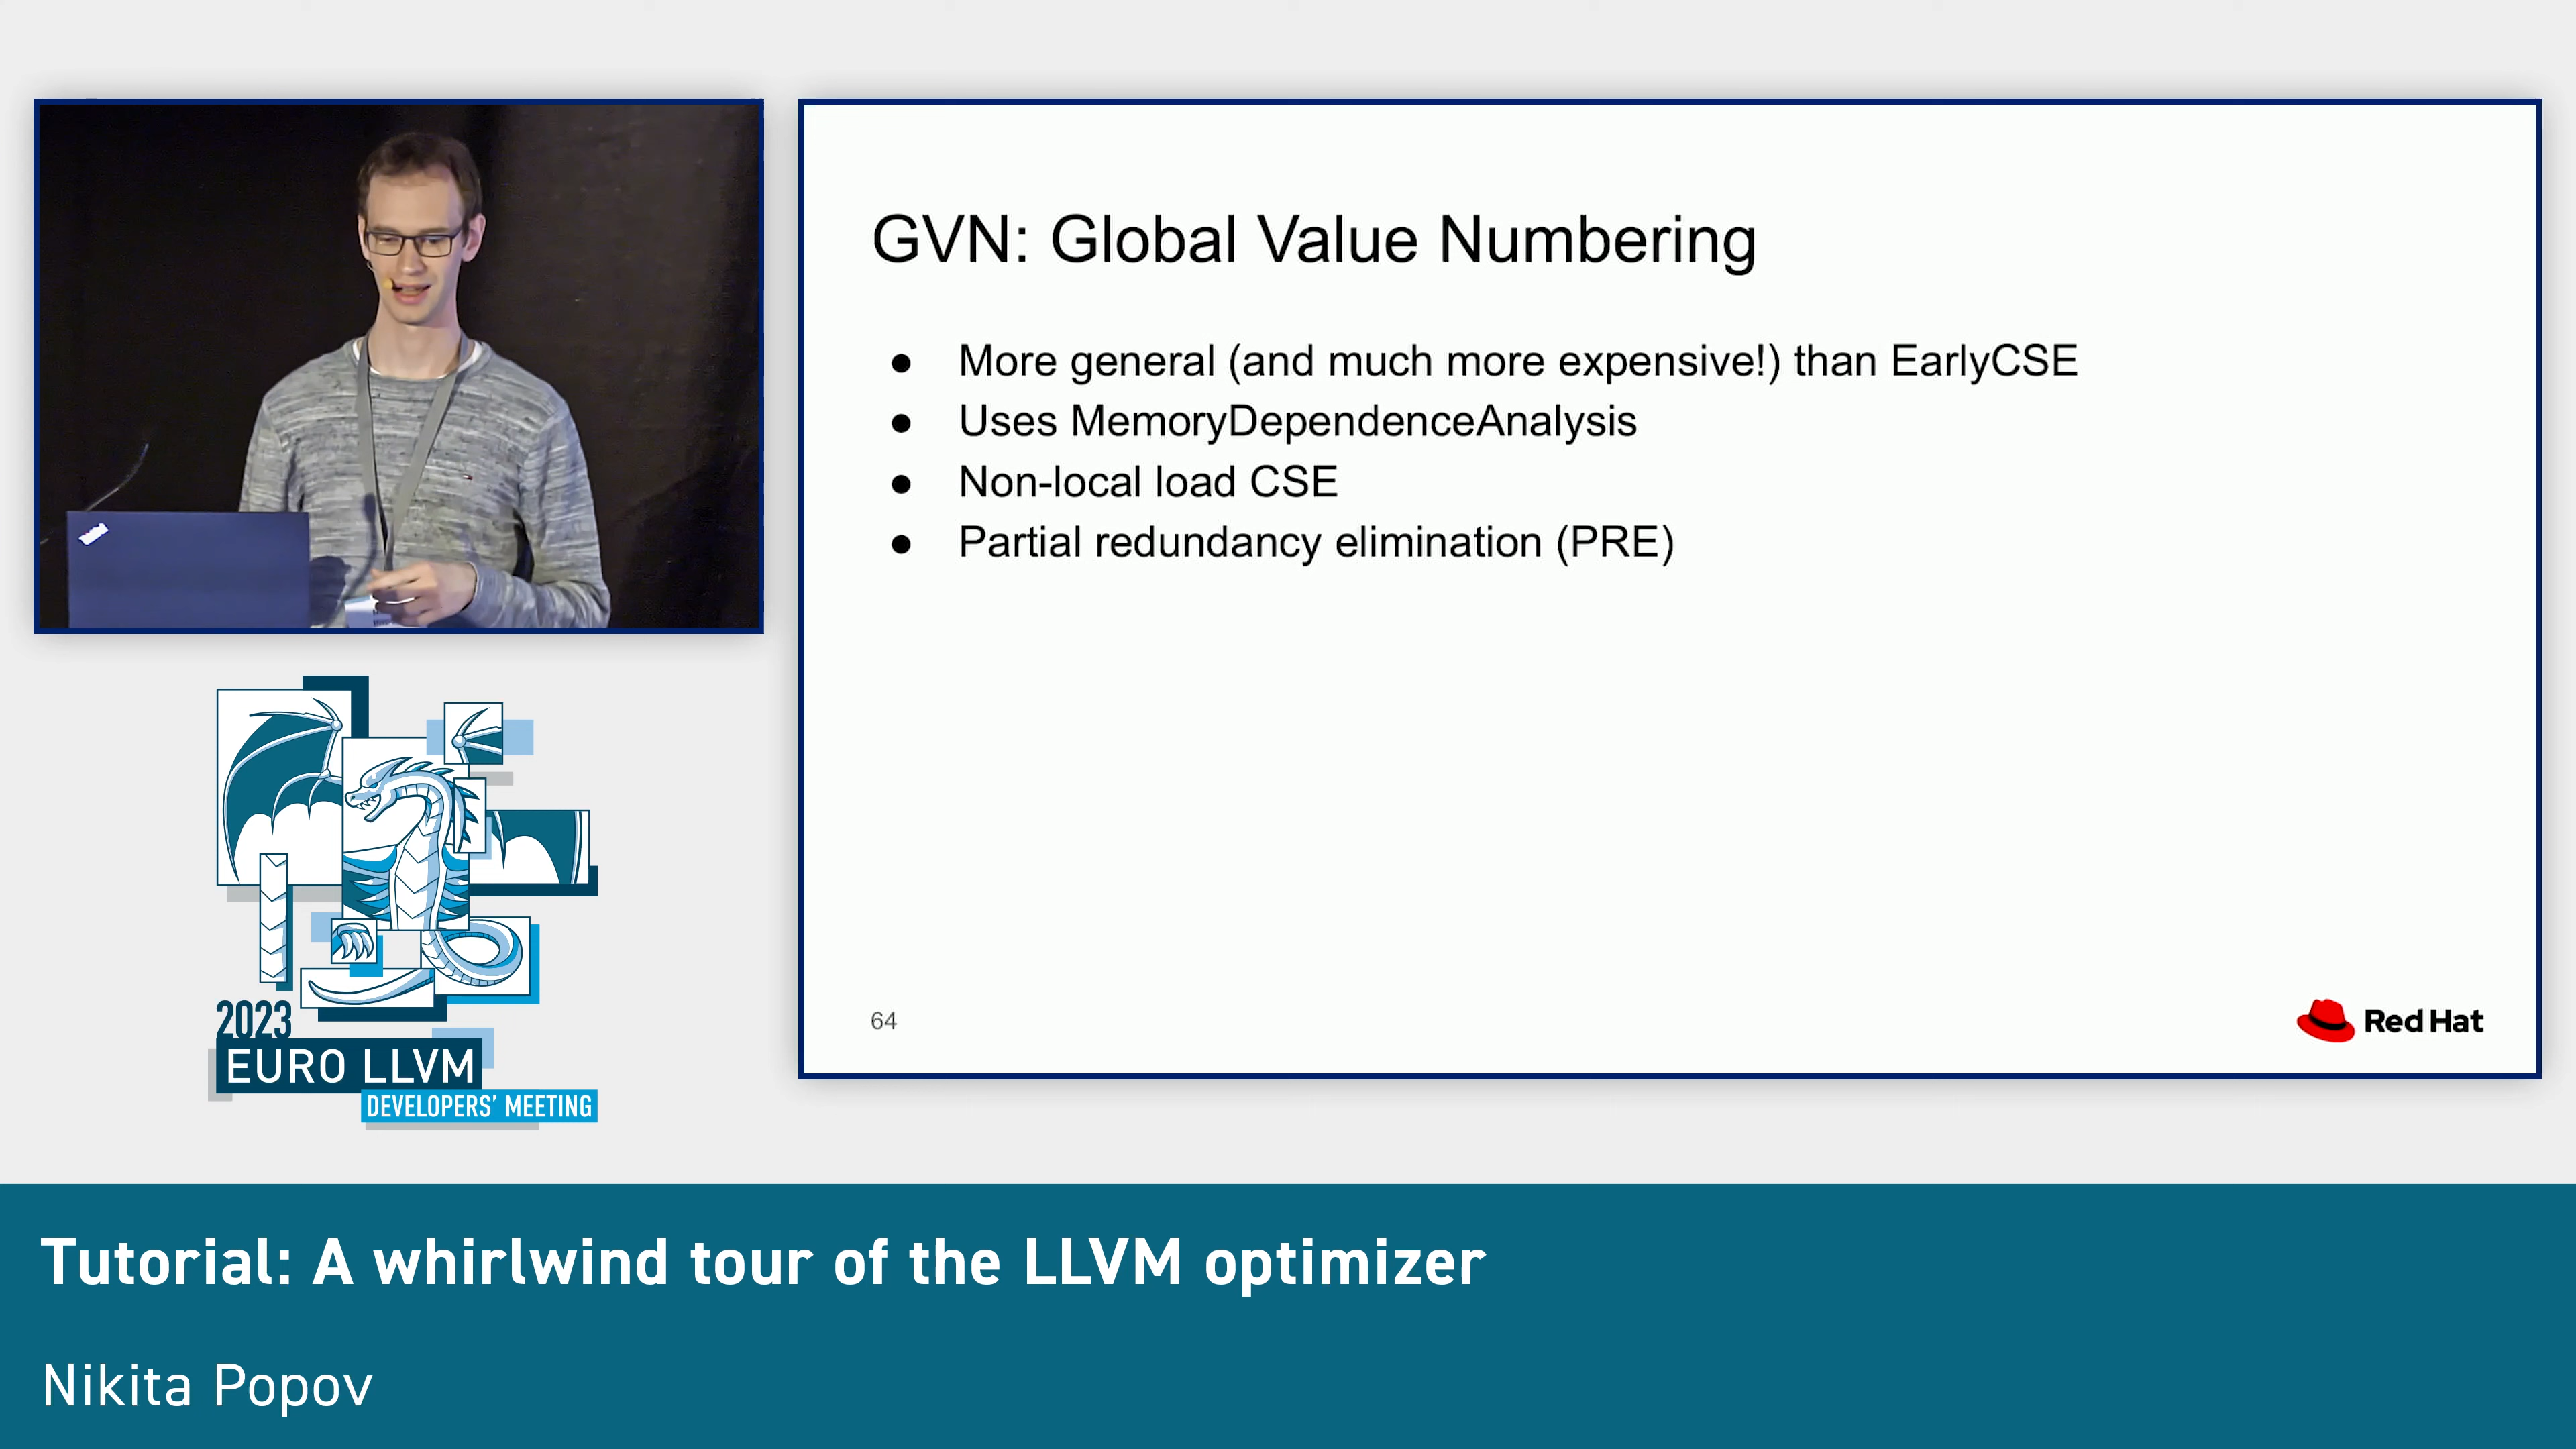 GVN: Global Value Numbering
● More general (and much more expensive!) than EarlyCSE
● Uses MemoryDependenceAnalysis
● Non-local load CSE
● Partial redundancy elimination (PRE)
64
Red Hat
2023
EURO LLVM
DEVELOPERS' MEETING
Tutorial: A whirlwind tour of the LLVM optimizer
Nikita Popov